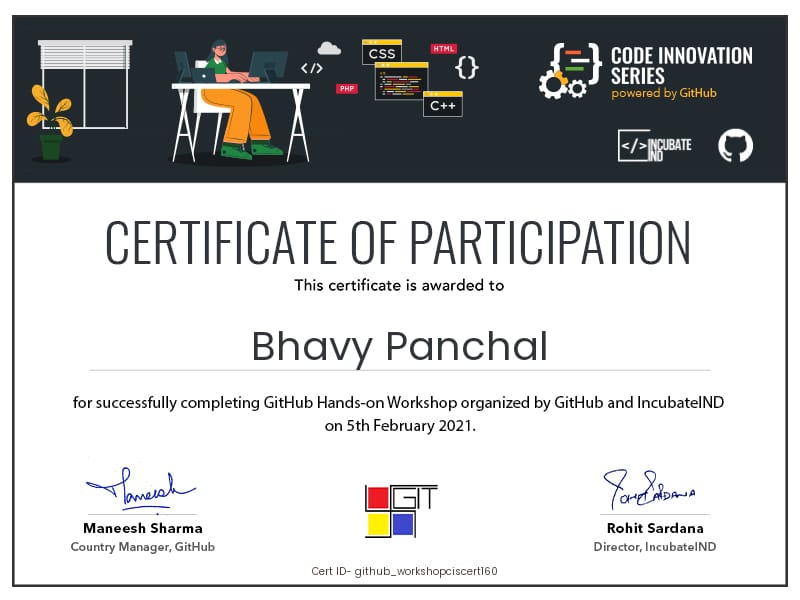 CSS
HTML
</>
{}
PHP
C++
CODE INNOVATION
SERIES
powered by GitHub
</>INCUBATE
IND
CERTIFICATE OF PARTICIPATION
This certificate is awarded to
Bhavy Panchal
for successfully completing GitHub Hands-on Workshop organized by GitHub and IncubateIND
on 5th February 2021.
Maneesh
Rohit Sardana
GIT
Maneesh Sharma
Rohit Sardana
Country Manager, GitHub
Director, IncubateIND
Cert ID- github_workshopciscert160